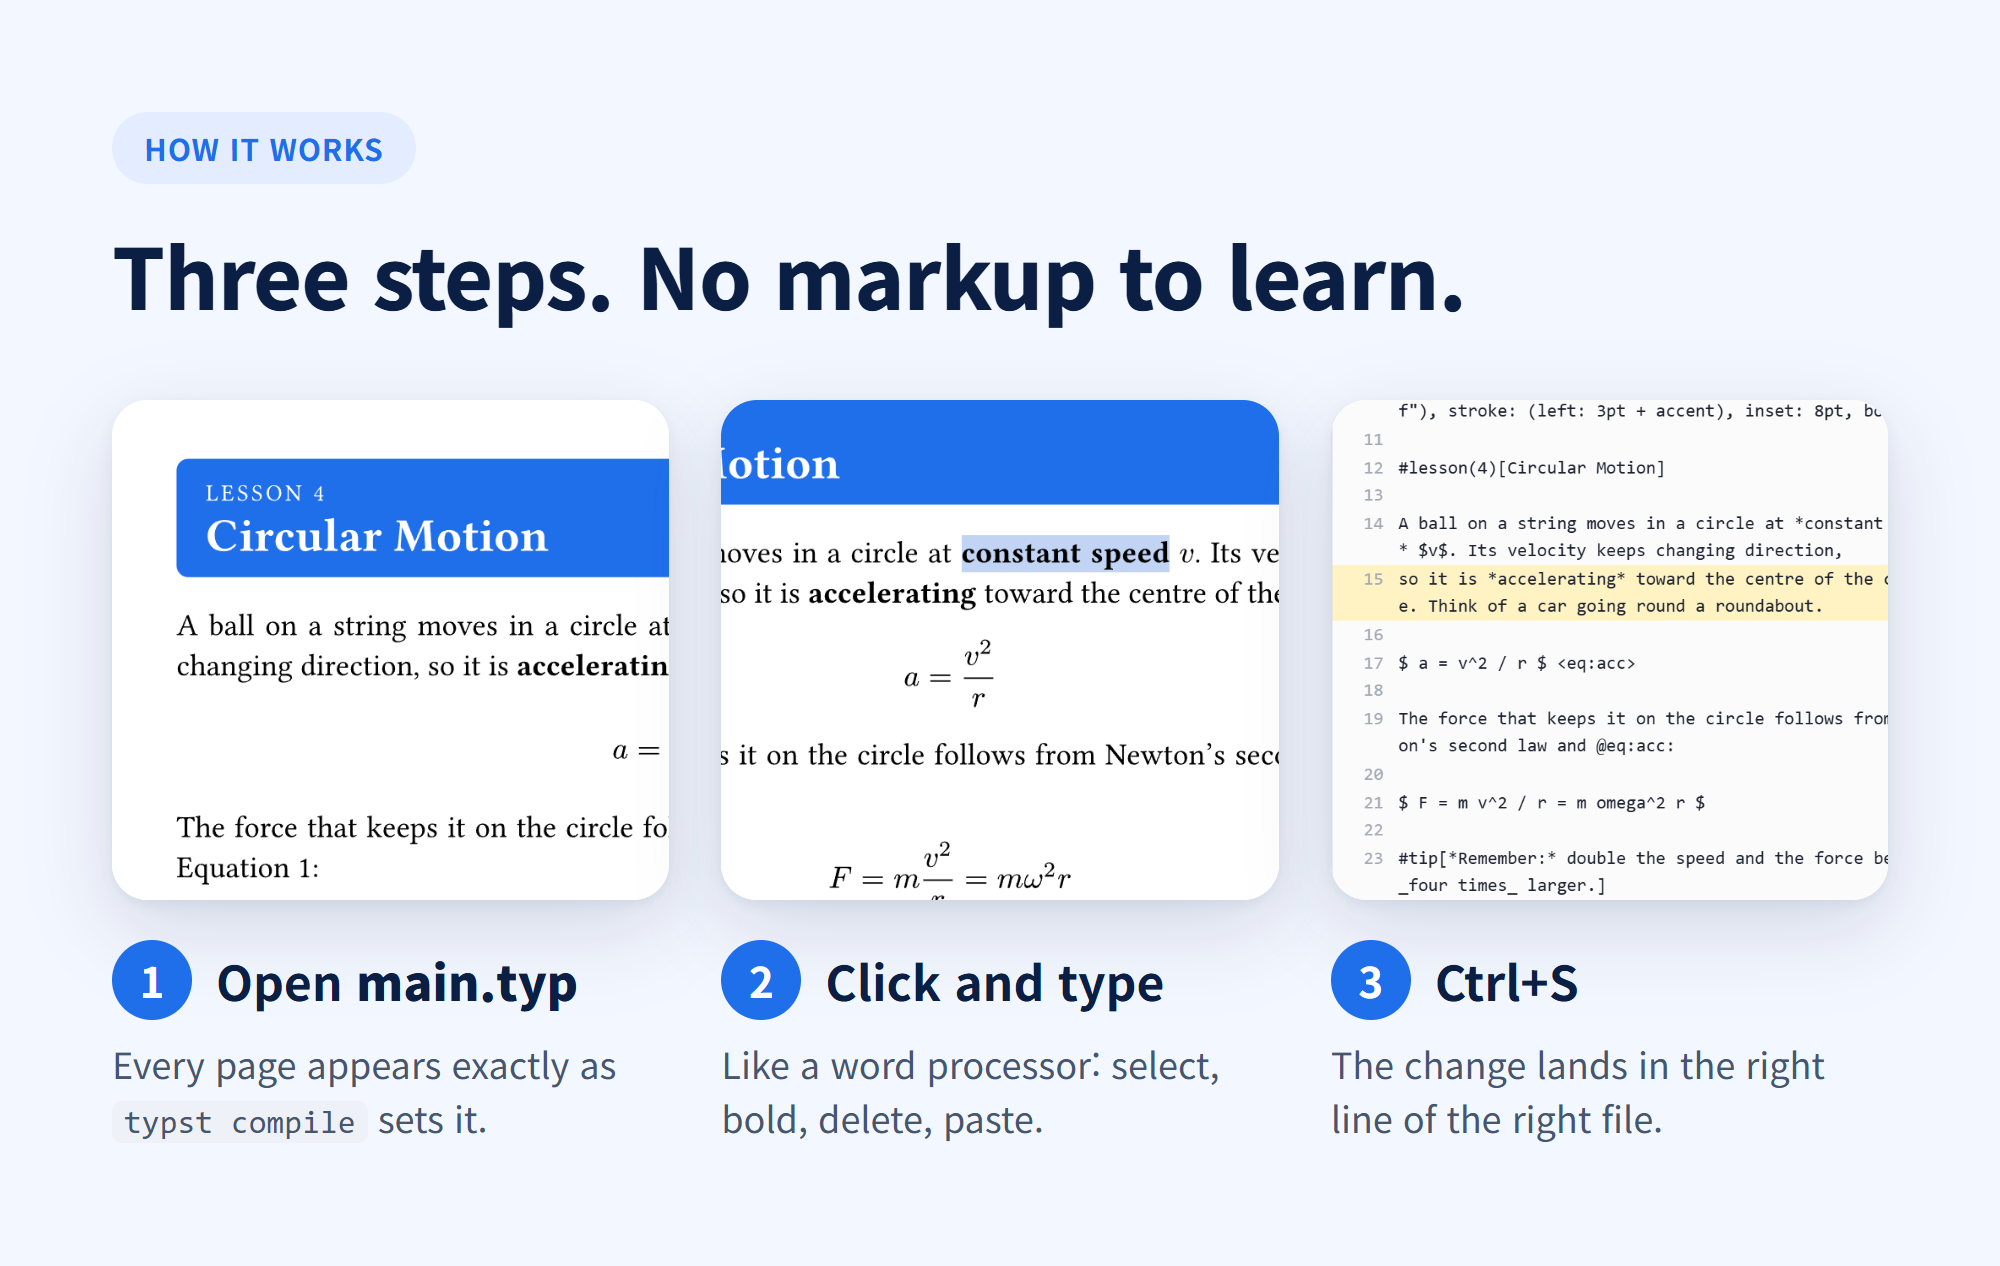 HOW IT WORKS
Three steps. No markup to learn.
LESSON 4
Circular Motion
A ball on a string moves in a circle at
changing direction, so it is acceleratin
a =
The force that keeps it on the circle fo
Equation 1:
otion
moves in a circle at constant speed v. Its ve
so it is accelerating toward the centre of the
a = v²/r
s it on the circle follows from Newton's seco
F = m v²/r = mω²r
f"), stroke: (left: 3pt + accent), inset: 8pt, bo
11
12 #lesson(4)[Circular Motion]
13
14 A ball on a string moves in a circle at *constant
* $v$. Its velocity keeps changing direction,
15 so it is *accelerating* toward the centre of the c
e. Think of a car going round a roundabout.
16
17 $ a = v^2 / r $ <eq:acc>
18
19 The force that keeps it on the circle follows from
on's second law and @eq:acc:
20
21 $ F = m v^2 / r = m omega^2 r $
22
23 #tip[*Remember:* double the speed and the force be
_four times_ larger.]
1 Open main.typ
Every page appears exactly as
typst compile sets it.
2 Click and type
Like a word processor: select,
bold, delete, paste.
3 Ctrl+S
The change lands in the right
line of the right file.